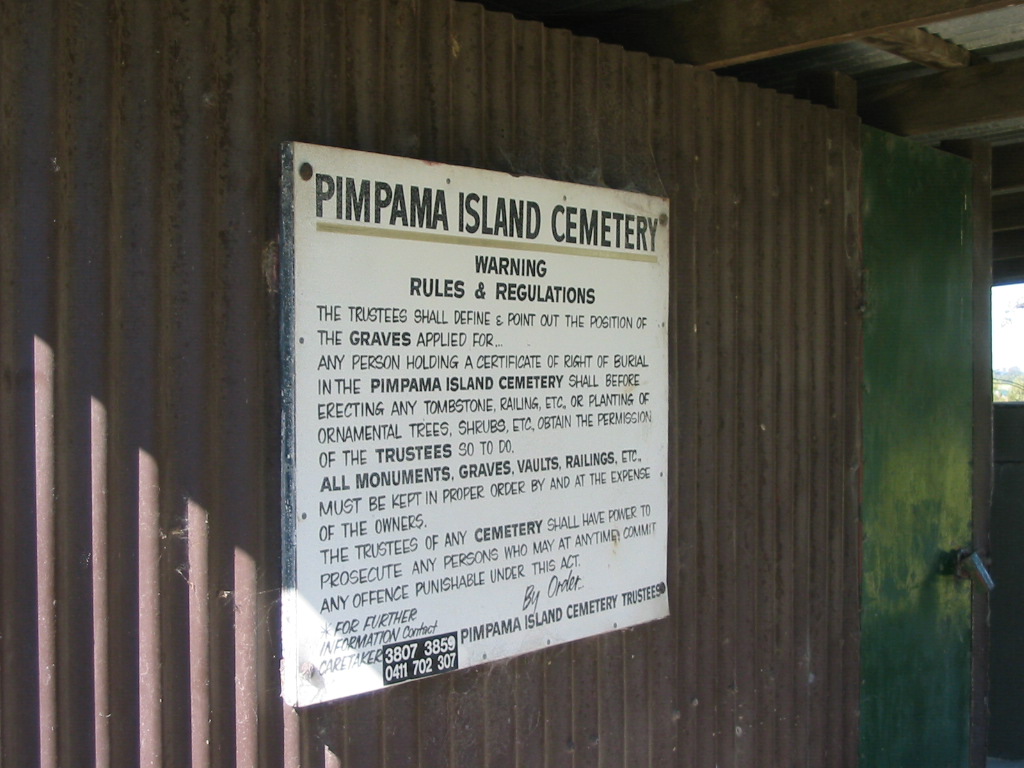 PIMPAMA ISLAND CEMETERY
WARNING
RULES & REGULATIONS
THE TRUSTEES SHALL DEFINE & POINT OUT THE POSITION OF
THE GRAVES APPLIED FOR...
ANY PERSON HOLDING A CERTIFICATE OF RIGHT OF BURIAL
IN THE PIMPAMA ISLAND CEMETERY SHALL BEFORE
ERECTING ANY TOMBSTONE, RAILING, ETC., OR PLANTING OF
ORNAMENTAL TREES, SHRUBS, ETC, OBTAIN THE PERMISSION
OF THE TRUSTEES SO TO DO.
ALL MONUMENTS, GRAVES, VAULTS, RAILINGS, ETC.,
MUST BE KEPT IN PROPER ORDER BY AND AT THE EXPENSE
OF THE OWNERS.
THE TRUSTEES OF ANY CEMETERY SHALL HAVE POWER TO
PROSECUTE ANY PERSONS WHO MAY AT ANYTIME COMMIT
ANY OFFENCE PUNISHABLE UNDER THIS ACT.
By Order...
PIMPAMA ISLAND CEMETERY TRUSTEES
* FOR FURTHER
INFORMATION Contact
CARETAKER 3807 3859
0411 702 307